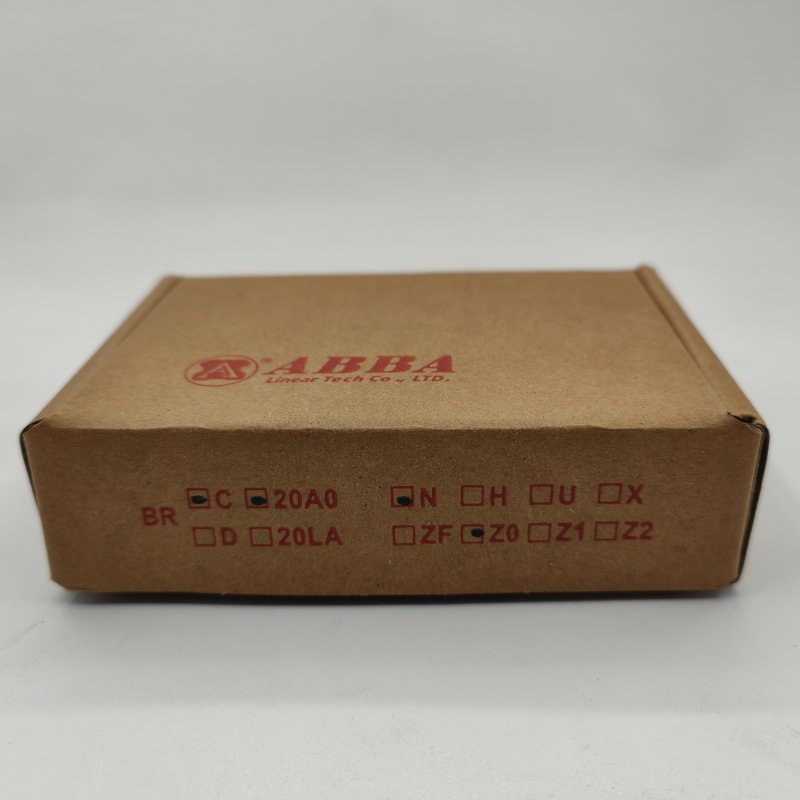 ® ABBA
Linear Tech Co., LTD.
BR
C 20A0 N H U X
D 20LA ZF Z0 Z1 Z2